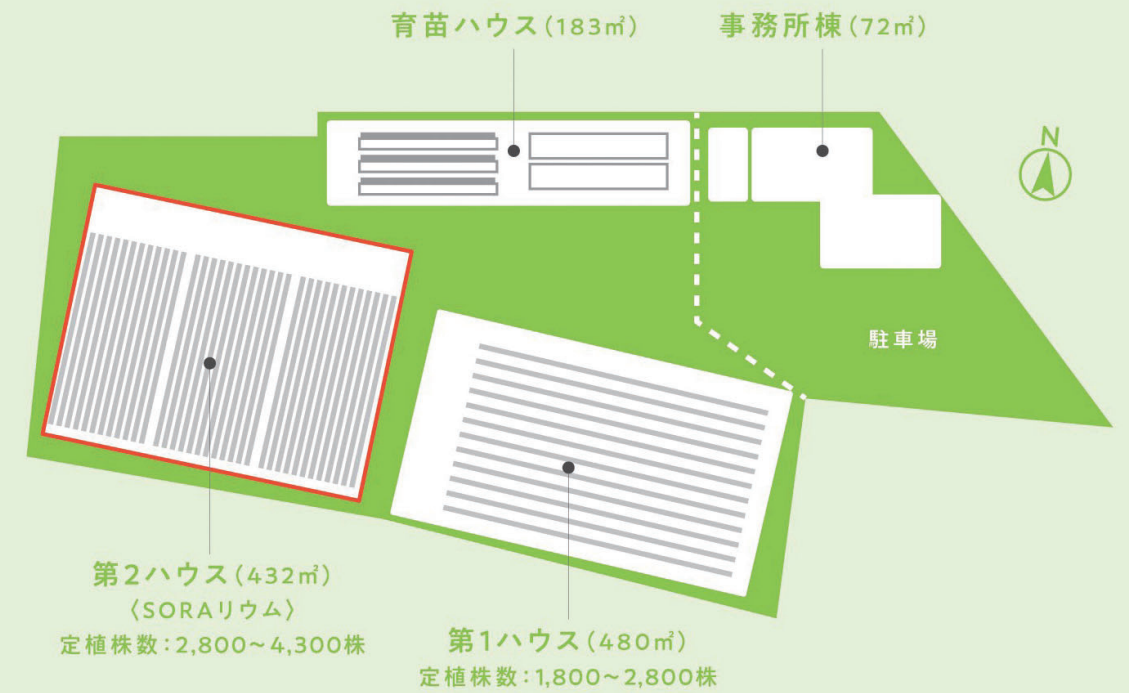 育苗ハウス(183㎡)
事務所棟(72㎡)
N
駐車場
第2ハウス(432㎡)
〈SORAリウム〉
定植株数:2,800~4,300株
第1ハウス(480㎡)
定植株数:1,800~2,800株